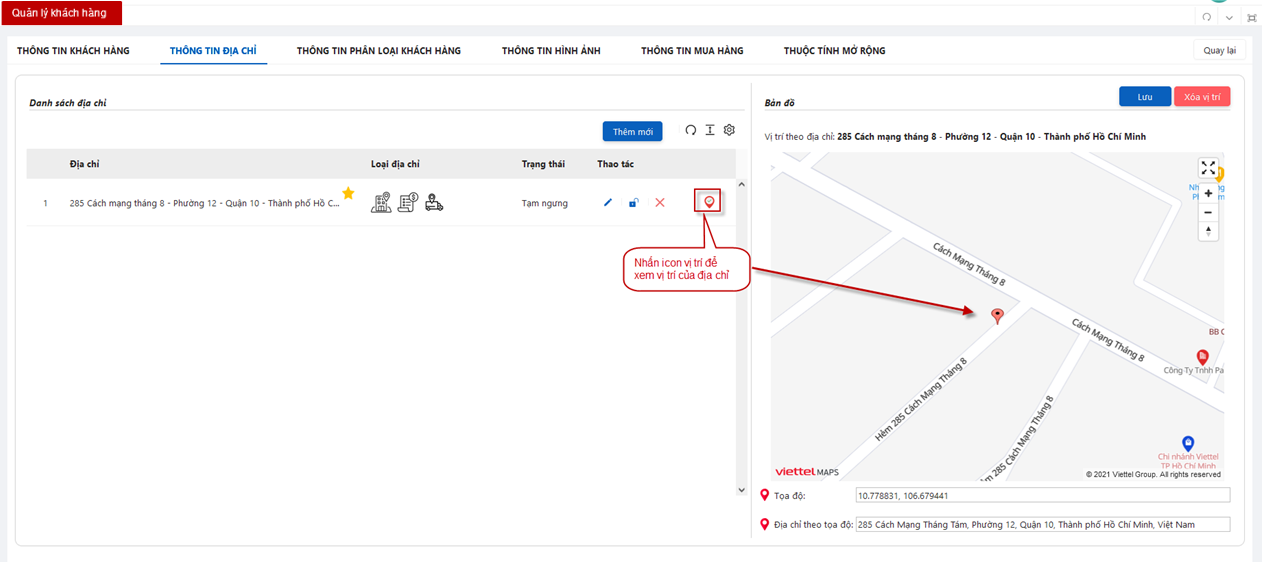 Quản lý khách hàng
THÔNG TIN KHÁCH HÀNG
THÔNG TIN ĐỊA CHỈ
THÔNG TIN PHÂN LOẠI KHÁCH HÀNG
THÔNG TIN HÌNH ẢNH
THÔNG TIN MUA HÀNG
THUỘC TÍNH MỞ RỘNG
Quay lại
Danh sách địa chỉ
Thêm mới
Địa chỉ
Loại địa chỉ
Trạng thái
Thao tác
1
285 Cách mạng tháng 8 - Phường 12 - Quận 10 - Thành phố Hồ C...
Tạm ngưng
Nhấn icon vị trí để
xem vị trí của địa chỉ
Bản đồ
Lưu
Xóa vị trí
Vị trí theo địa chỉ: 285 Cách mạng tháng 8 - Phường 12 - Quận 10 - Thành phố Hồ Chí Minh
Cách Mạng Tháng 8
Cách Mạng Tháng 8
BB C
Công Ty Tnhh Pa
Hẻm 285 Cách Mạng Tháng 8
m 285 Cách Mạng Tháng 8
Chi nhánh Viettel
TP Hồ Chí Minh
viettel MAPS
© 2021 Viettel Group. All rights reserved
Tọa độ:
10.778831, 106.679441
Địa chỉ theo tọa độ:
285 Cách Mạng Tháng Tám, Phường 12, Quận 10, Thành phố Hồ Chí Minh, Việt Nam